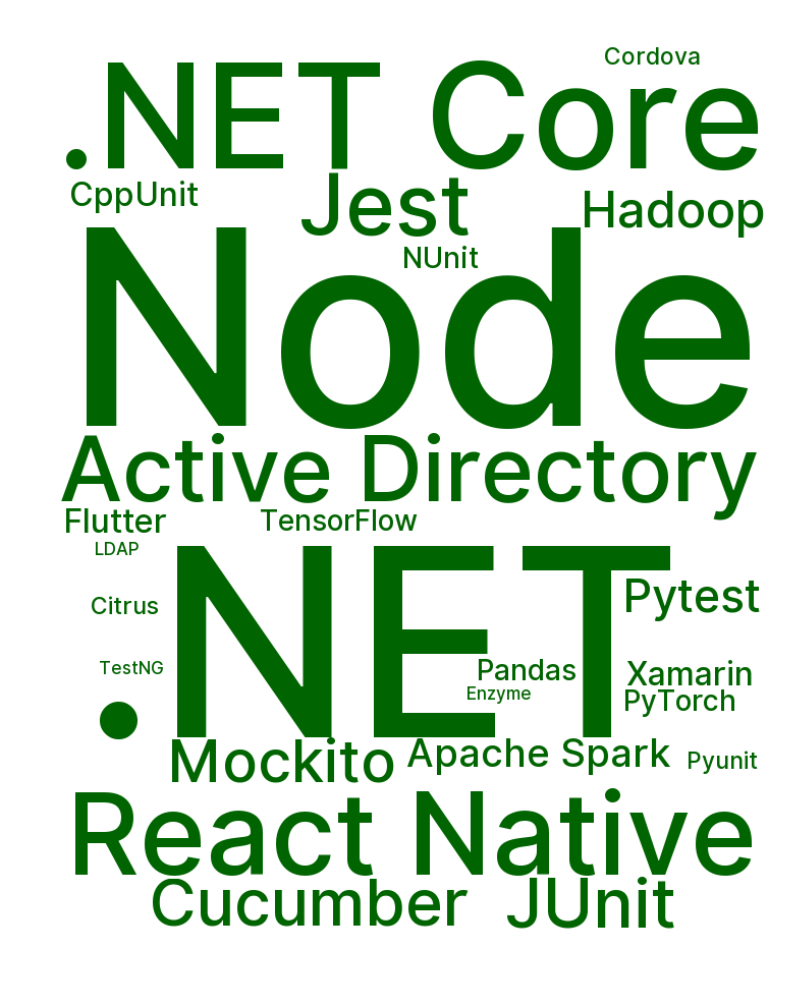 Cordova
.NET Core
CppUnit
Jest
Hadoop
NUnit
Node
Active Directory
Flutter
TensorFlow
LDAP
.NET
Citrus
Pytest
TestNG
Pandas
Xamarin
Enzyme
PyTorch
Mockito
Apache Spark
Pyunit
React Native
Cucumber
JUnit